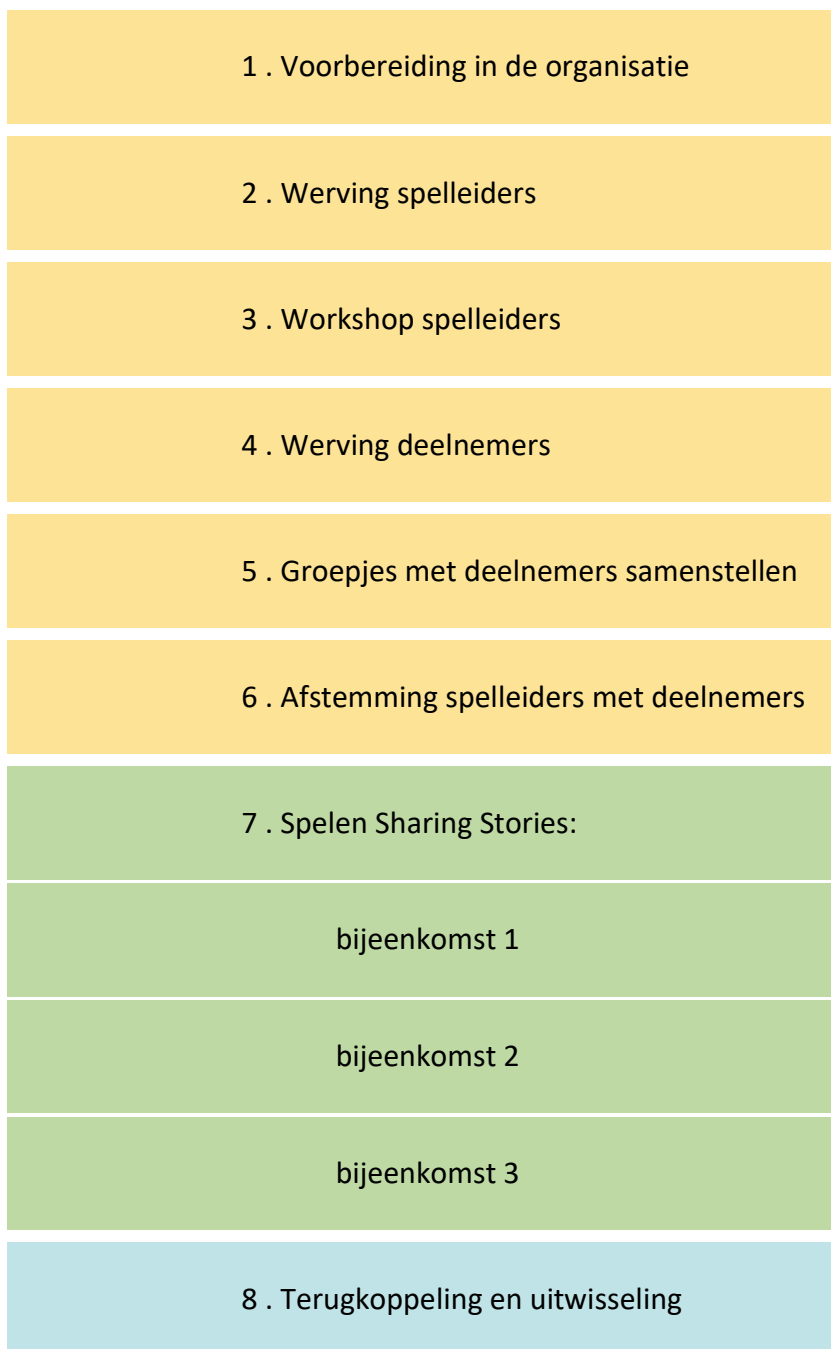 1 . Voorbereiding in de organisatie
2 . Werving spelleiders
3 . Workshop spelleiders
4 . Werving deelnemers
5 . Groepjes met deelnemers samenstellen
6 . Afstemming spelleiders met deelnemers
7 . Spelen Sharing Stories:
bijeenkomst 1
bijeenkomst 2
bijeenkomst 3
8 . Terugkoppeling en uitwisseling